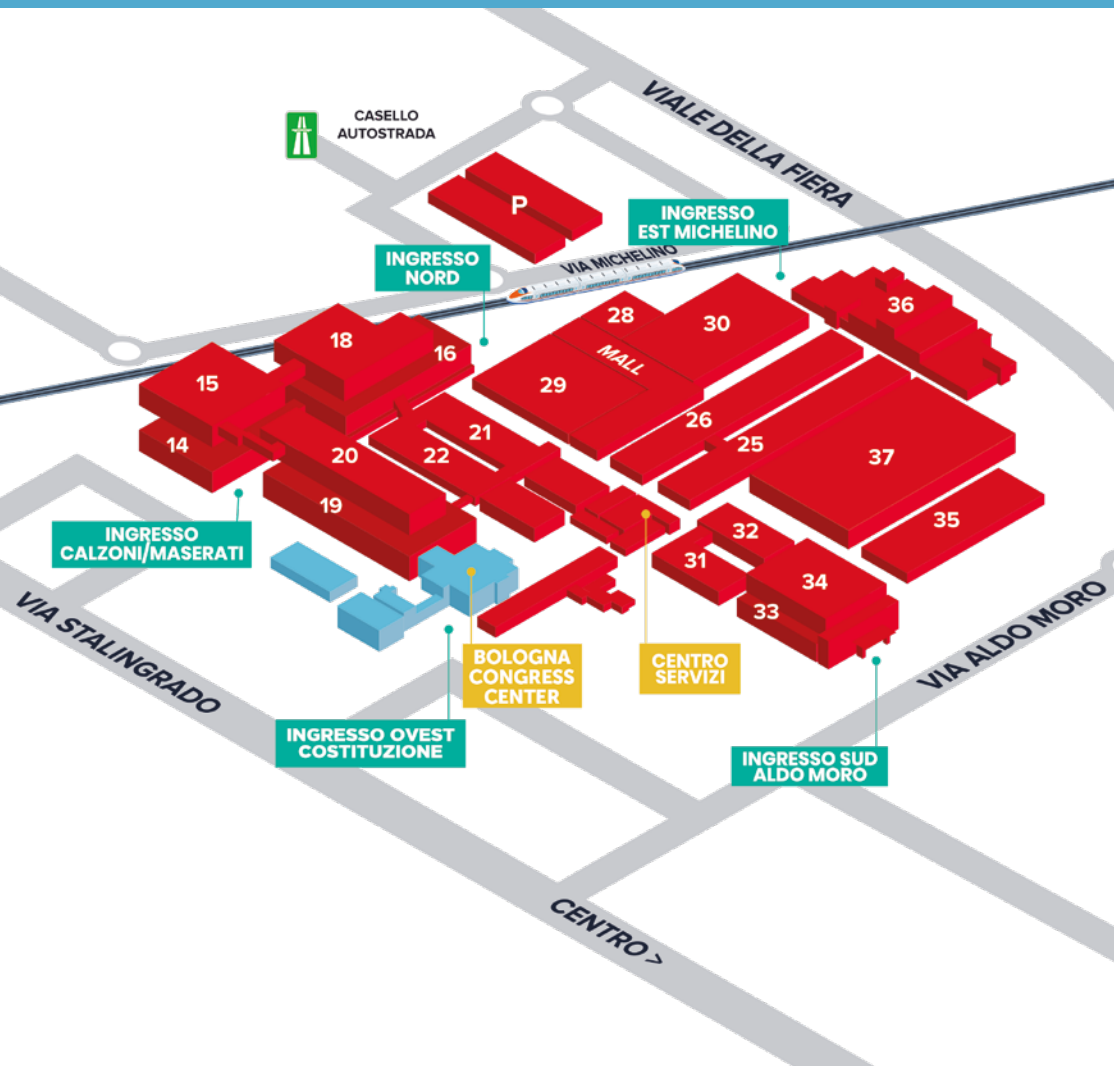 CASELLO
AUTOSTRADA
VIALE DELLA FIERA
P
INGRESSO
EST MICHELINO
INGRESSO
NORD
VIA MICHELINO
28
30
36
18
16
MALL
15
29
26
21
25
14
20
22
37
19
35
INGRESSO
CALZONI/MASERATI
32
31
34
33
VIA STALINGRADO
BOLOGNA
CONGRESS
CENTER
CENTRO
SERVIZI
VIA ALDO MORO
INGRESSO OVEST
COSTITUZIONE
INGRESSO SUD
ALDO MORO
CENTRO >